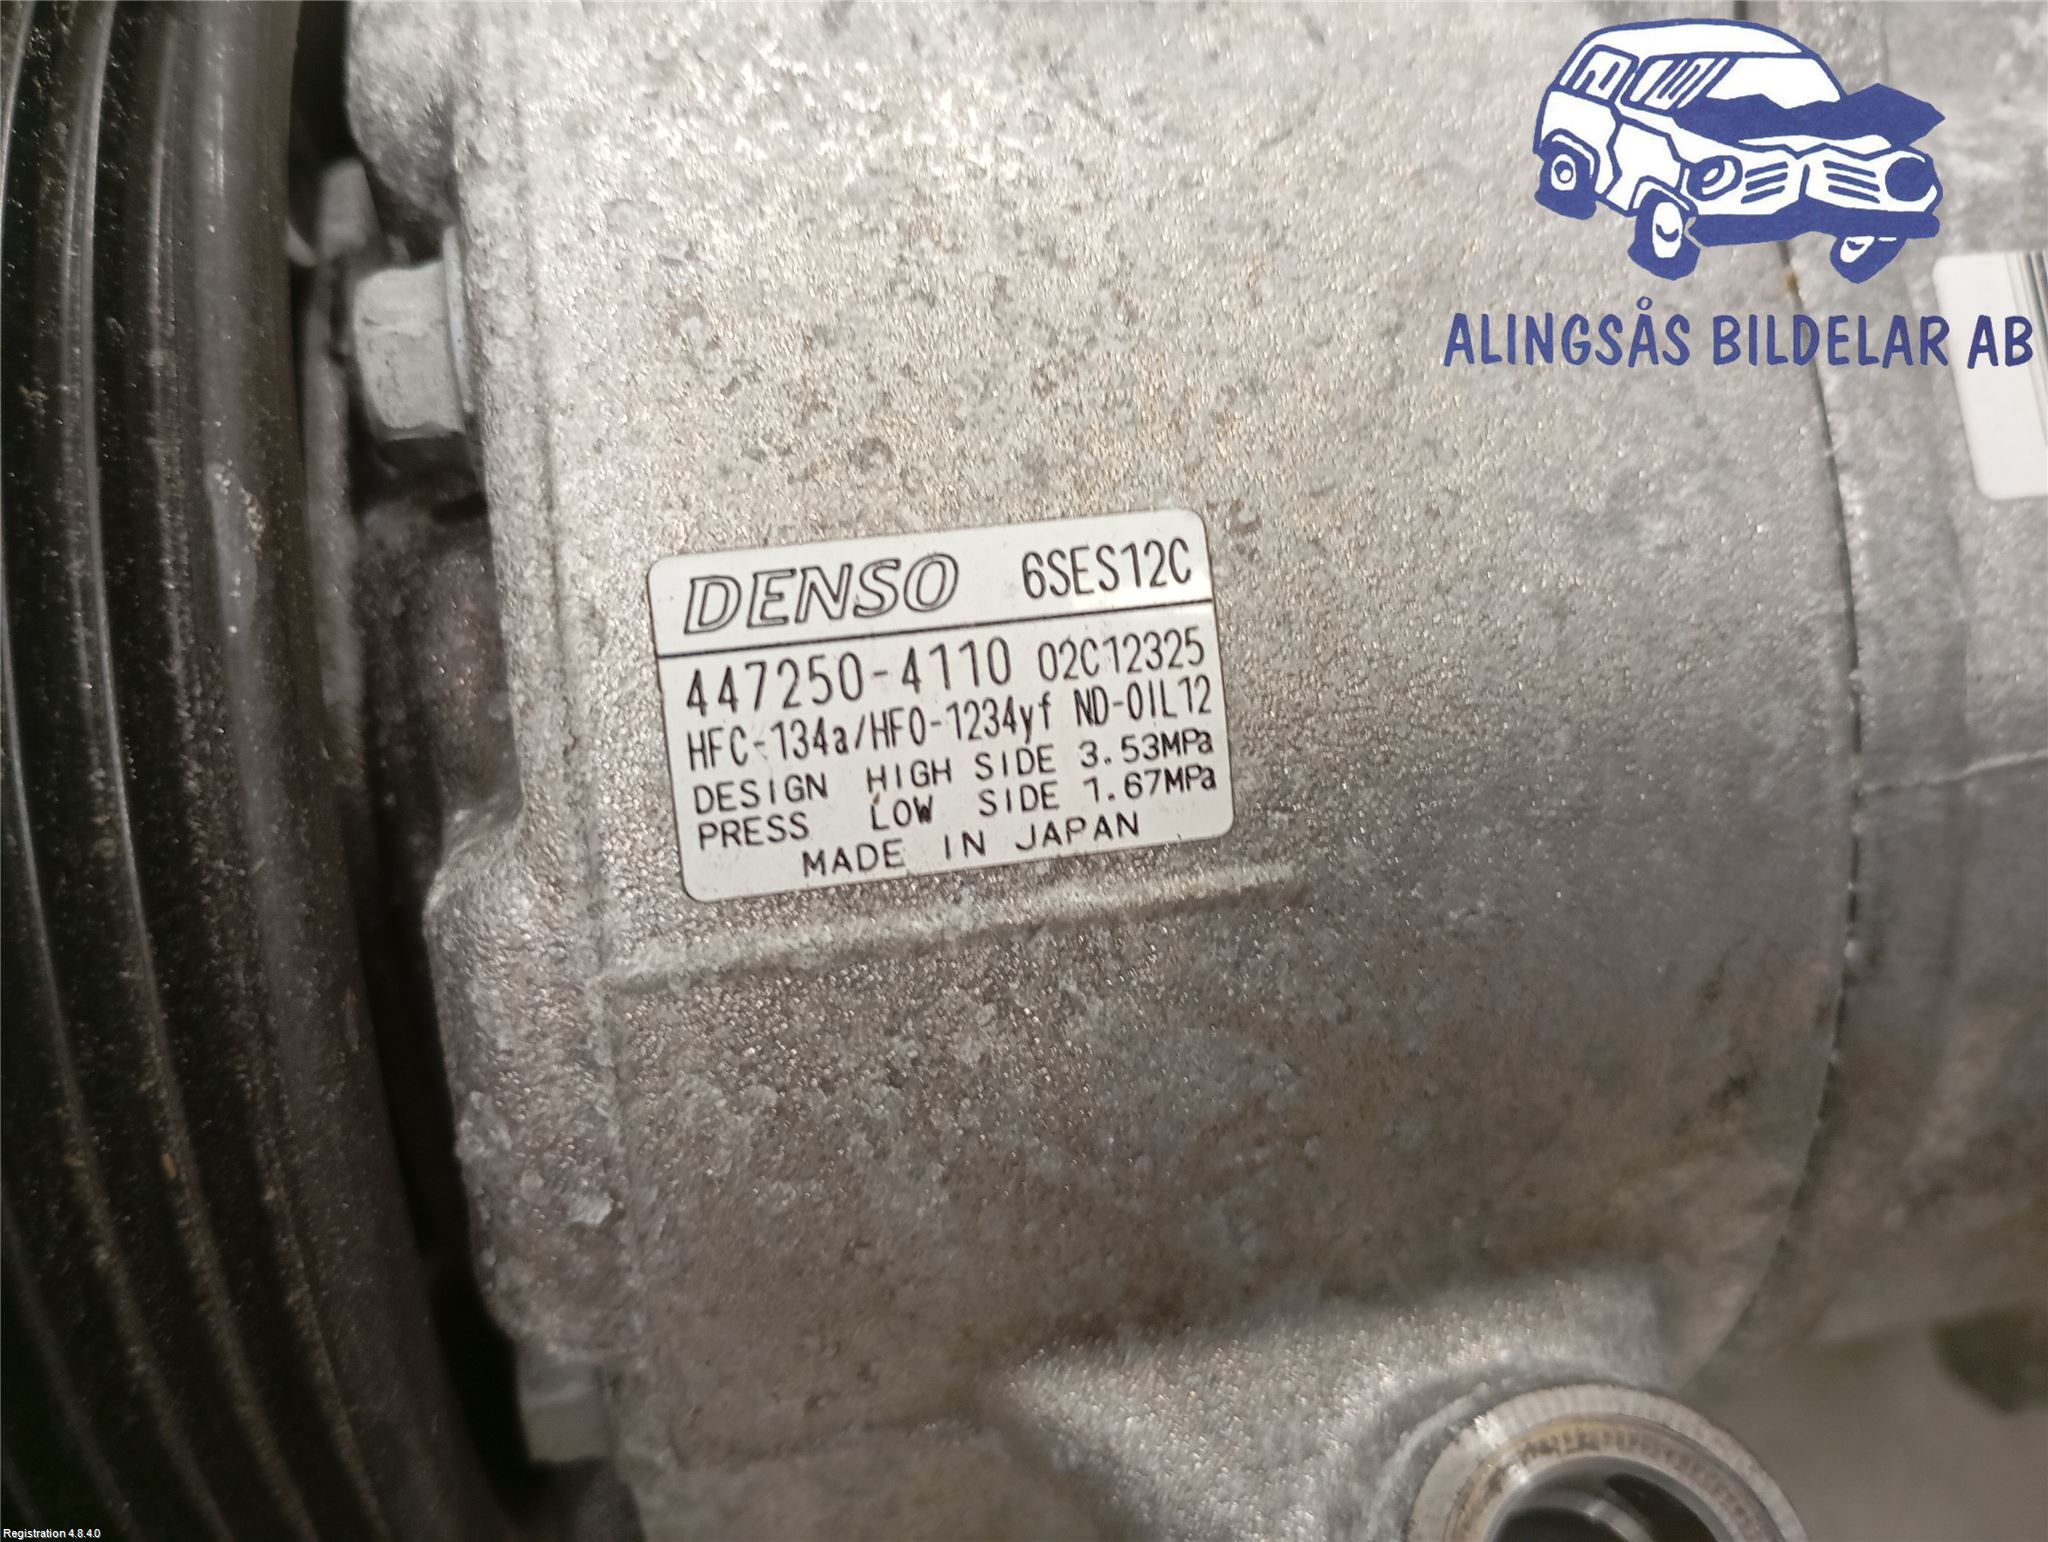 ALINGSÅS BILDELAR AB
DENSO 6SES12C
447250-4110 02C12325
HFC-134a/HFO-1234yf ND-OIL12
DESIGN HIGH SIDE 3.53MPa
PRESS LOW SIDE 1.67MPa
MADE IN JAPAN
Registration 4.8.4.0